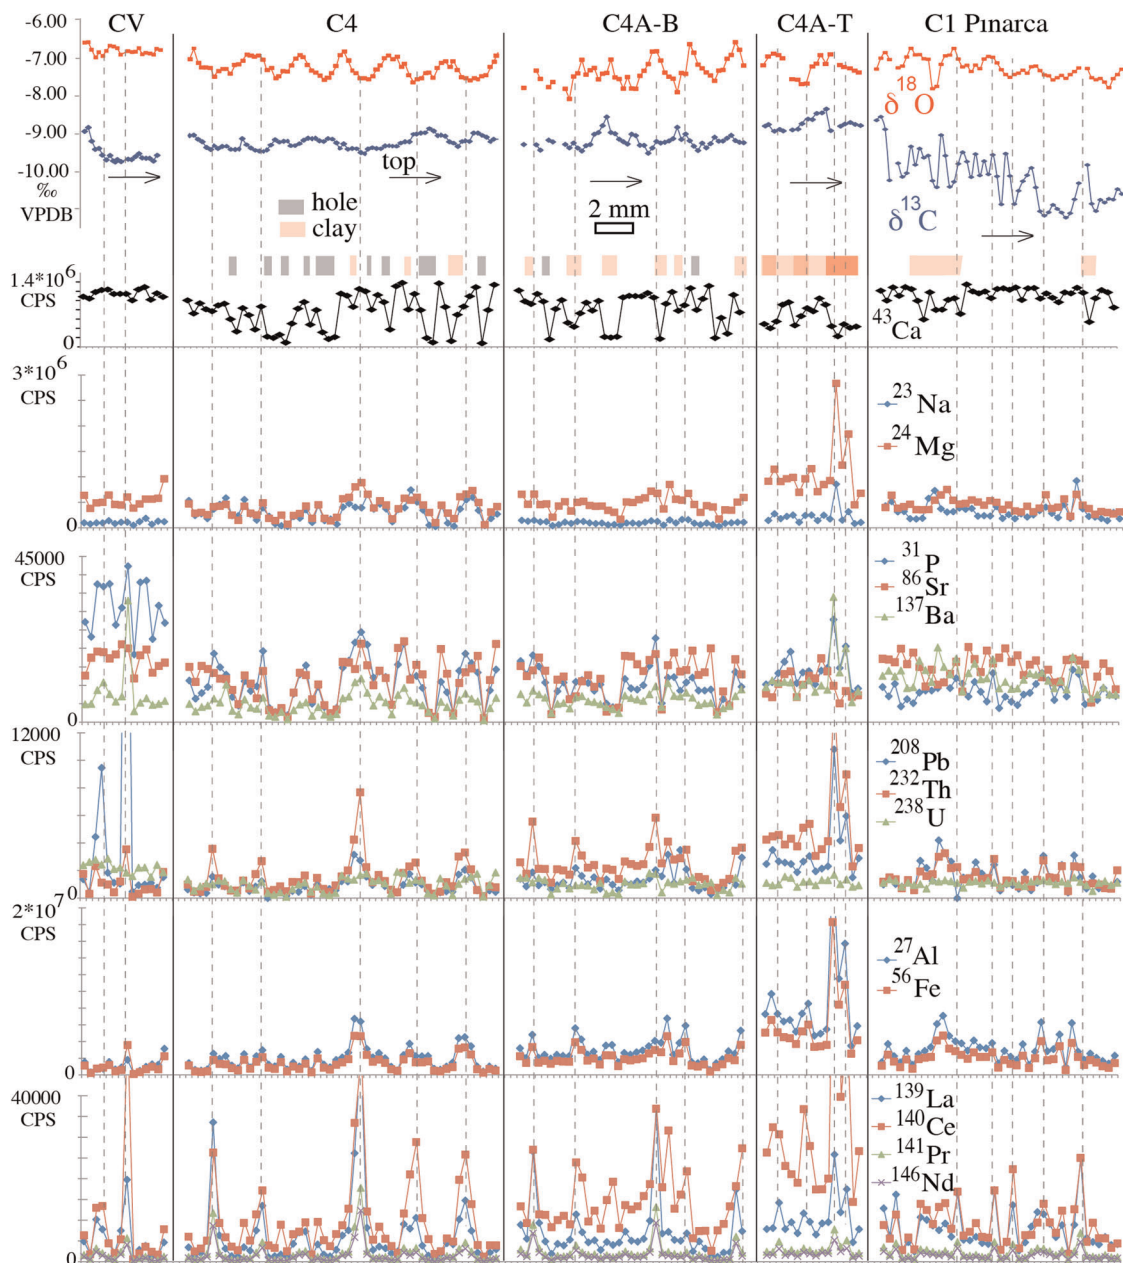 CV C4 C4A-B C4A-T C1 Pınarca
-6.00
-7.00
-8.00
-9.00
-10.00
‰
VPDB
δ18O
δ13C
top
hole
clay
2 mm
1.4*10^6
CPS
0
43Ca
3*10^6
CPS
0
23Na
24Mg
45000
CPS
0
31P
86Sr
137Ba
12000
CPS
70
208Pb
232Th
238U
2*10^7
CPS
0
27Al
56Fe
40000
CPS
0
139La
140Ce
141Pr
146Nd